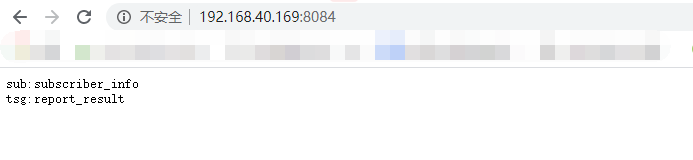 不安全
192.168.40.169:8084
sub:subscriber_info
tsg:report_result